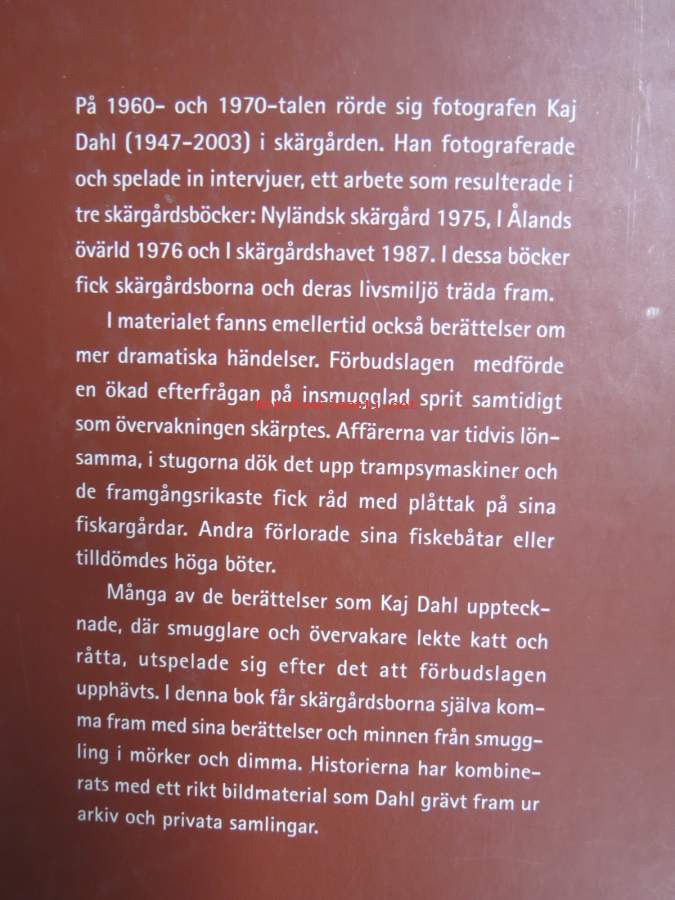 På 1960- och 1970-talen rörde sig fotografen Kaj
Dahl (1947-2003) i skärgården. Han fotograferade
och spelade in intervjuer, ett arbete som resulterade i
tre skärgårdsböcker: Nyländsk skärgård 1975, I Ålands
övärld 1976 och I skärgårdshavet 1987. I dessa böcker
fick skärgårdsborna och deras livsmiljö träda fram.
I materialet fanns emellertid också berättelser om
mer dramatiska händelser. Förbudslagen medförde
en ökad efterfrågan på insmugglad sprit samtidigt
som övervakningen skärptes. Affärerna var tidvis lön-
samma, i stugorna dök det upp trampsymaskiner och
de framgångsrikaste fick råd med plåttak på sina
fiskargårdar. Andra förlorade sina fiskebåtar eller
tilldömdes höga böter.
Många av de berättelser som Kaj Dahl uppteck-
nade, där smugglare och övervakare lekte katt och
råtta, utspelade sig efter det att förbudslagen
upphävts. I denna bok får skärgårdsborna själva kom-
ma fram med sina berättelser och minnen från smugg-
ling i mörker och dimma. Historierna har kombine-
rats med ett rikt bildmaterial som Dahl grävt fram ur
arkiv och privata samlingar.